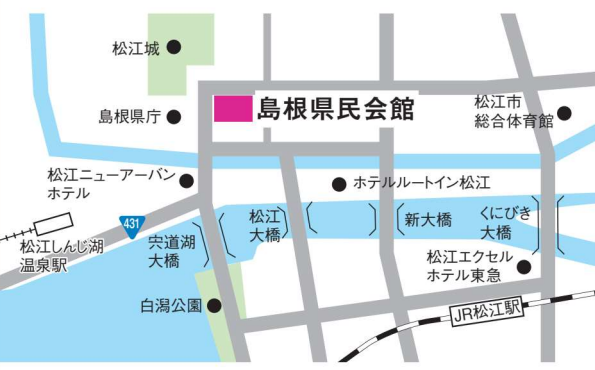 松江城
島根県庁
島根県民会館
松江市
総合体育館
松江ニューアーバン
ホテル
ホテルルートイン松江
431
松江しんじ湖
温泉駅
宍道湖
大橋
松江
大橋
新大橋
くにびき
大橋
松江エクセル
ホテル東急
白潟公園
JR松江駅